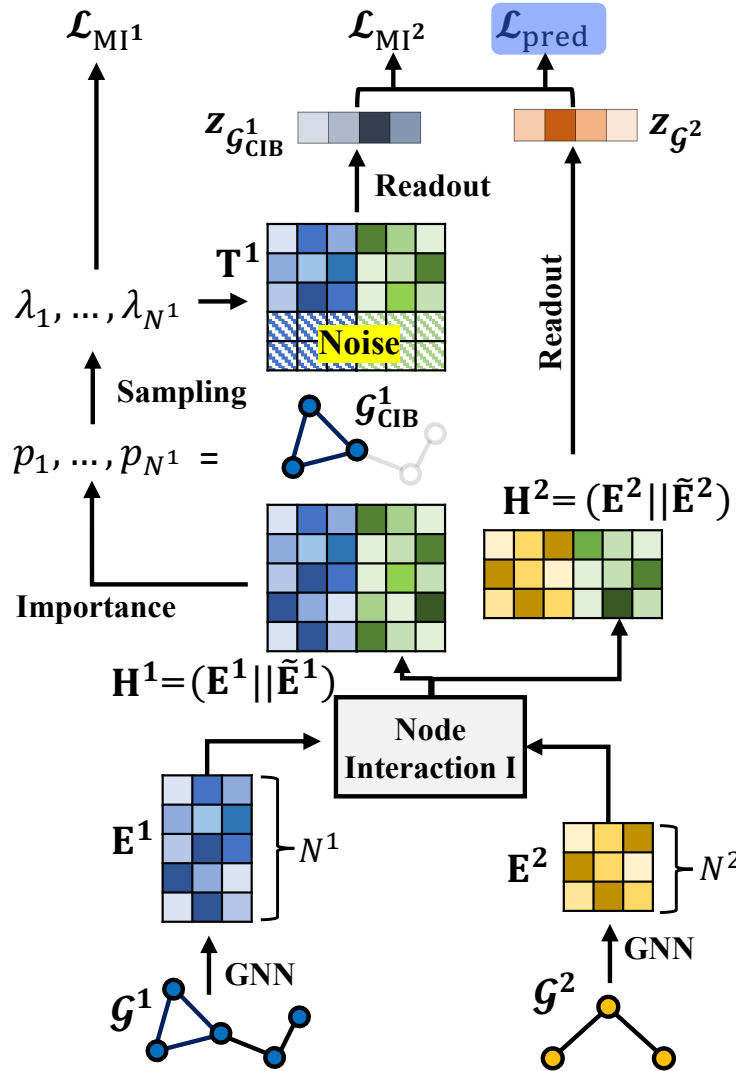 𝓛_MI¹ 𝓛_MI² 𝓛_pred
z_𝒢¹_CIB z_𝒢²
Readout
T¹
λ₁, … , λ_N¹
Noise
Readout
Sampling
𝒢¹_CIB
p₁, … , p_N¹ =
H² = (E² || Ẽ²)
Importance
H¹ = (E¹ || Ẽ¹)
Node
Interaction I
E¹ N¹
E² N²
GNN GNN
𝒢¹ 𝒢²